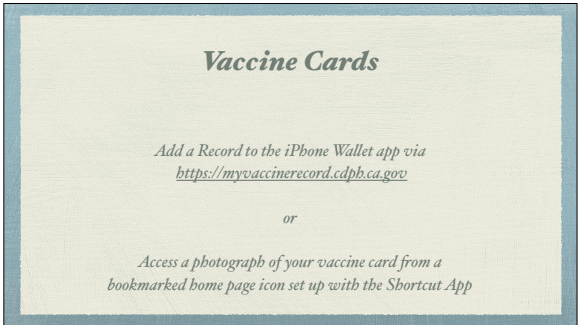 Vaccine Cards
Add a Record to the iPhone Wallet app via
https://myvaccinerecord.cdph.ca.gov
or
Access a photograph of your vaccine card from a
bookmarked home page icon set up with the Shortcut App